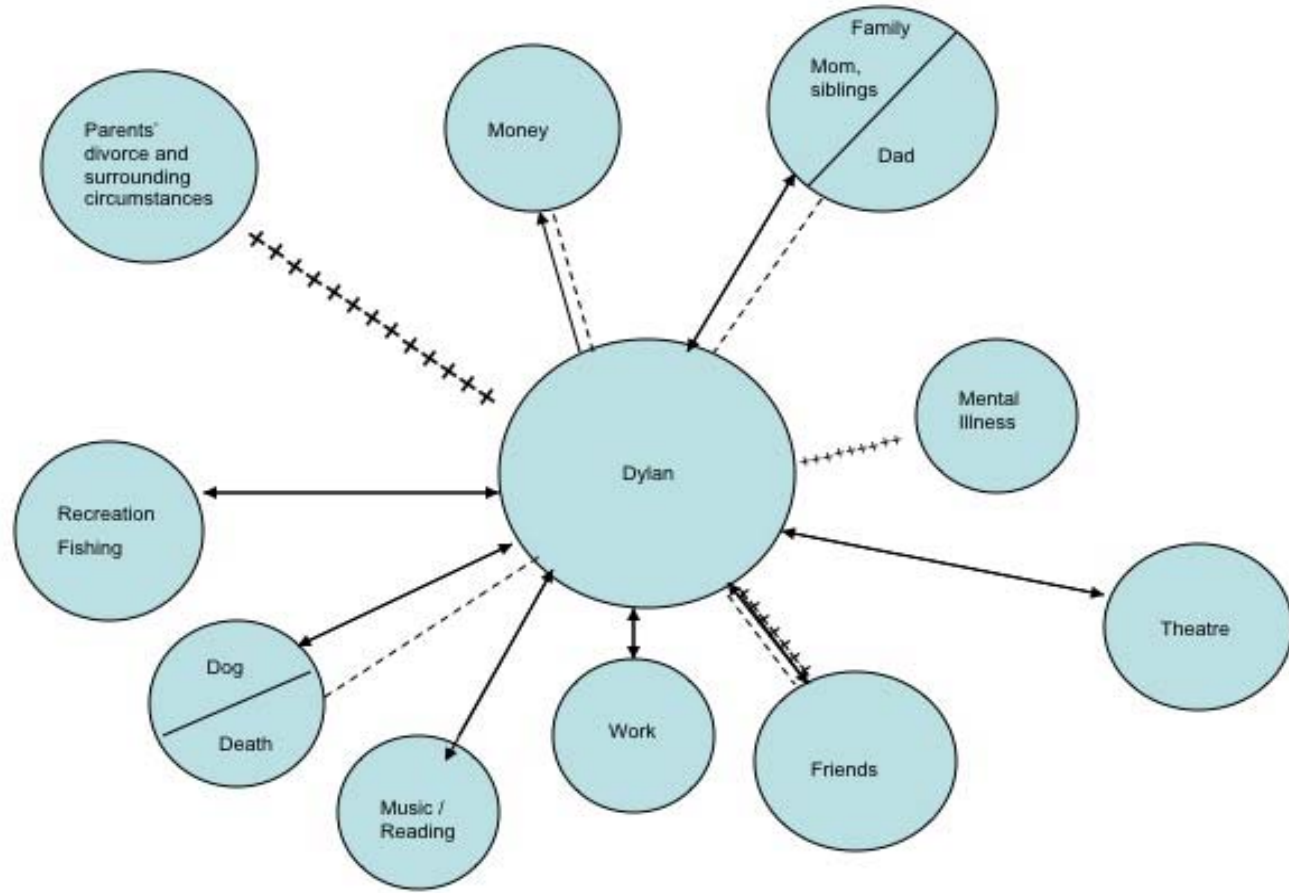 Family
Mom,
siblings
Dad
Money
Parents'
divorce and
surrounding
circumstances
Mental
Illness
Dylan
Recreation
Fishing
Theatre
Dog
Death
Work
Friends
Music /
Reading